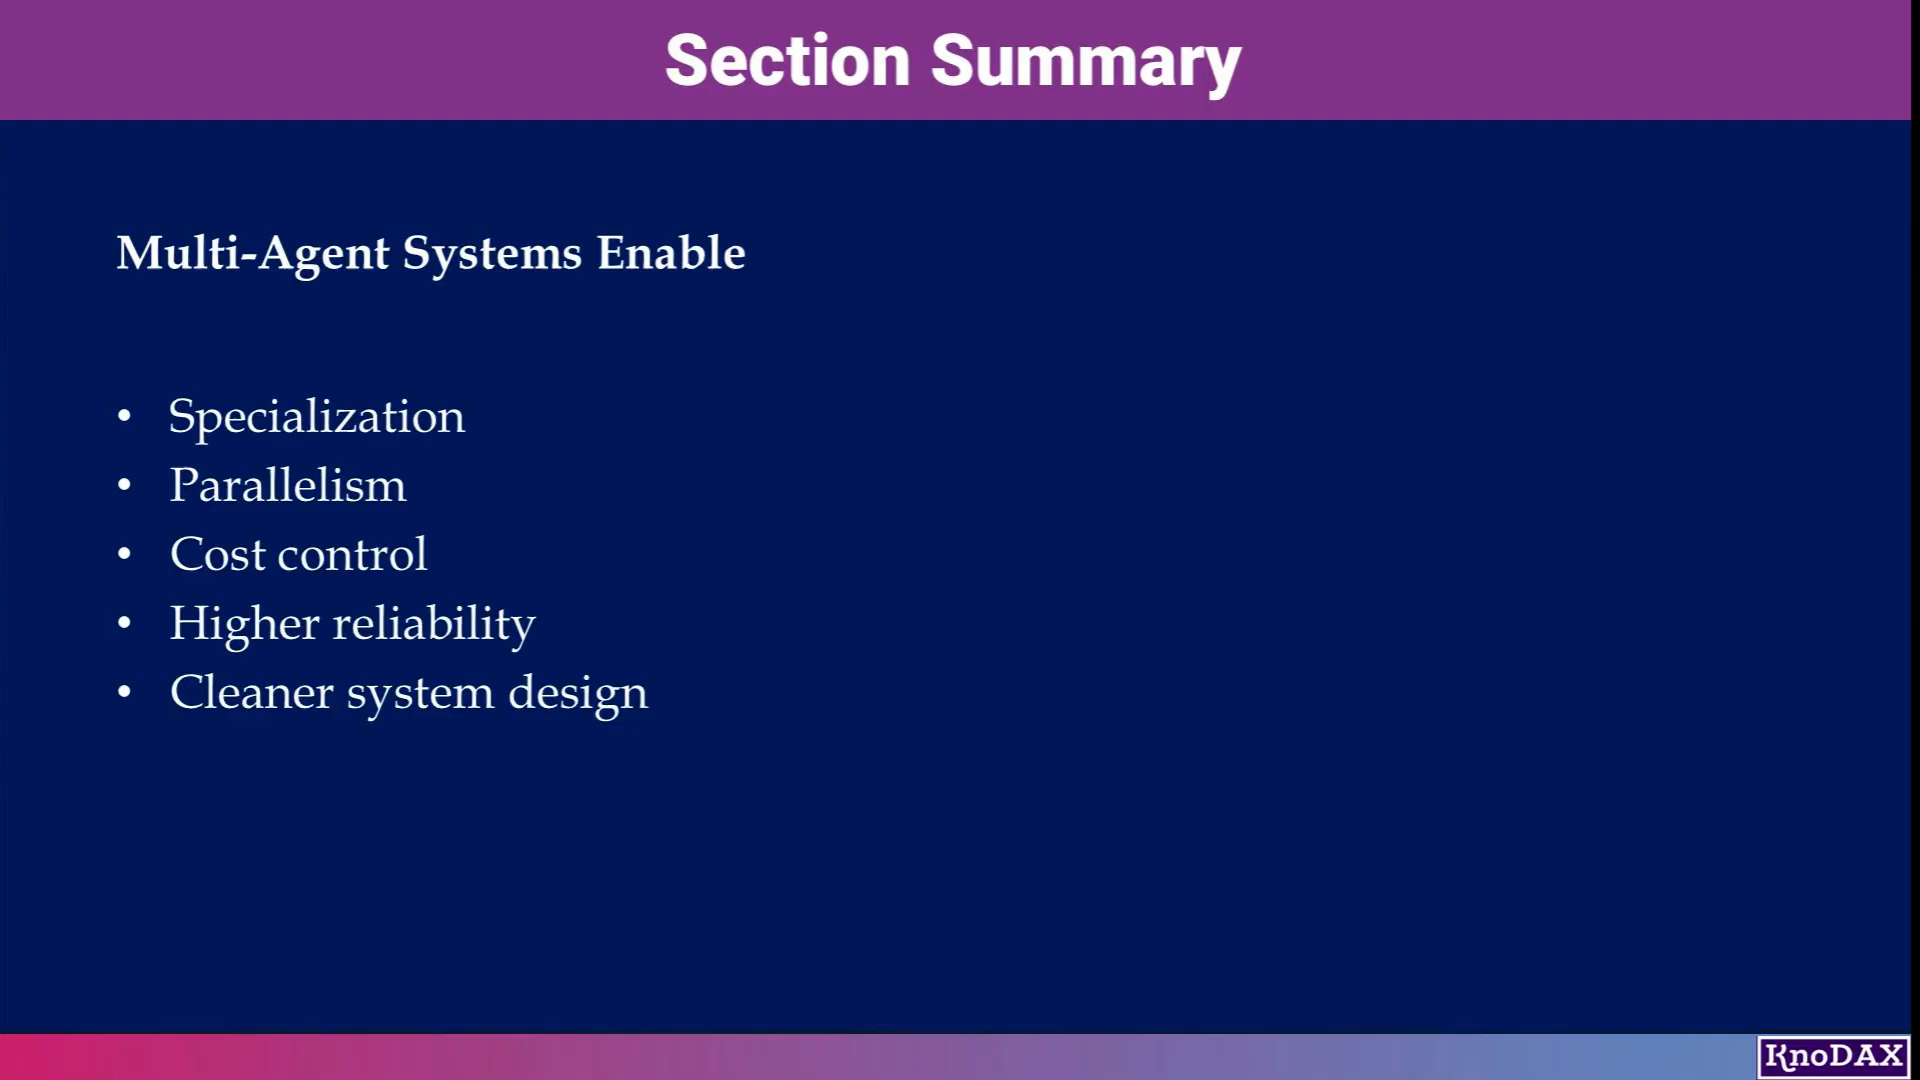 Section Summary
Multi-Agent Systems Enable
• Specialization
• Parallelism
• Cost control
• Higher reliability
• Cleaner system design
KnoDAX